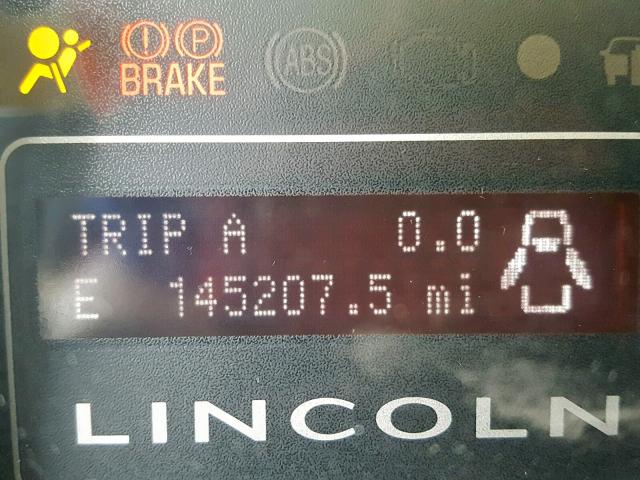 ! P
BRAKE
ABS
TRIP A 0.0
E 145207.5 mi
LINCOLN